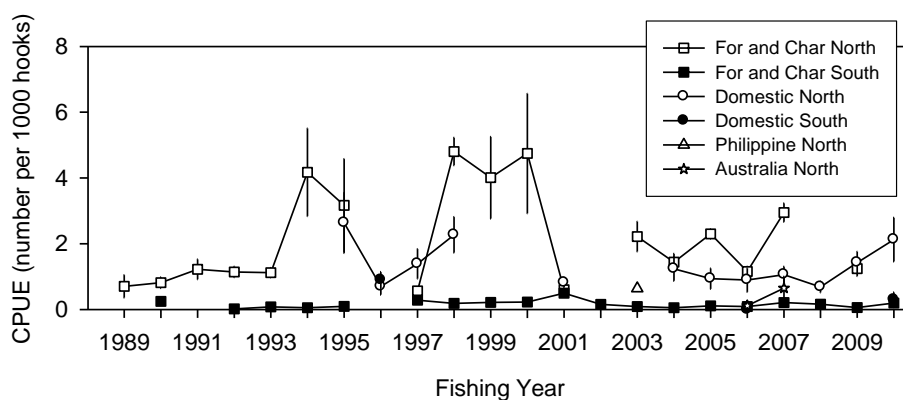 8
6
4
2
0
CPUE (number per 1000 hooks)
For and Char North
For and Char South
Domestic North
Domestic South
Philippine North
Australia North
1989 1991 1993 1995 1997 1999 2001 2003 2005 2007 2009
Fishing Year